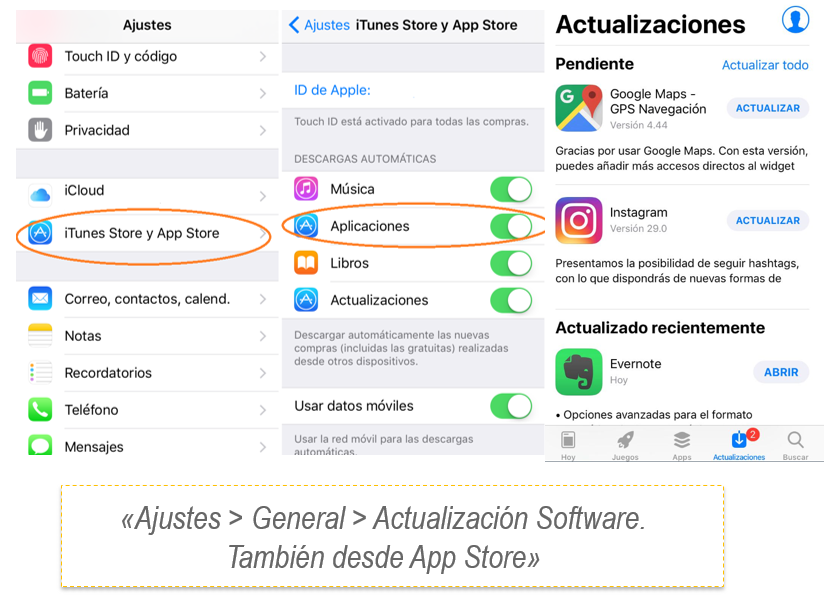 Ajustes
Touch ID y código
Batería
Privacidad
iCloud
iTunes Store y App Store
Correo, contactos, calend.
Notas
Recordatorios
Teléfono
Mensajes
Ajustes iTunes Store y App Store
ID de Apple:
Touch ID está activado para todas las compras.
DESCARGAS AUTOMÁTICAS
Música
Aplicaciones
Libros
Actualizaciones
Descargar automáticamente las nuevas
compras (incluidas las gratuitas) realizadas
desde otros dispositivos.
Usar datos móviles
Usar la red móvil para las descargas
automáticas.
Actualizaciones
Pendiente Actualizar todo
Google Maps -
GPS Navegación
Versión 4.44
ACTUALIZAR
Gracias por usar Google Maps. Con esta versión,
puedes añadir más accesos directos al widget
Instagram
Versión 29.0
ACTUALIZAR
Presentamos la posibilidad de seguir hashtags,
con lo que dispondrás de nuevas formas de
Actualizado recientemente
Evernote
Hoy
ABRIR
• Opciones avanzadas para el formato
2
Hoy Juegos Apps Actualizaciones Buscar
«Ajustes > General > Actualización Software.
También desde App Store»